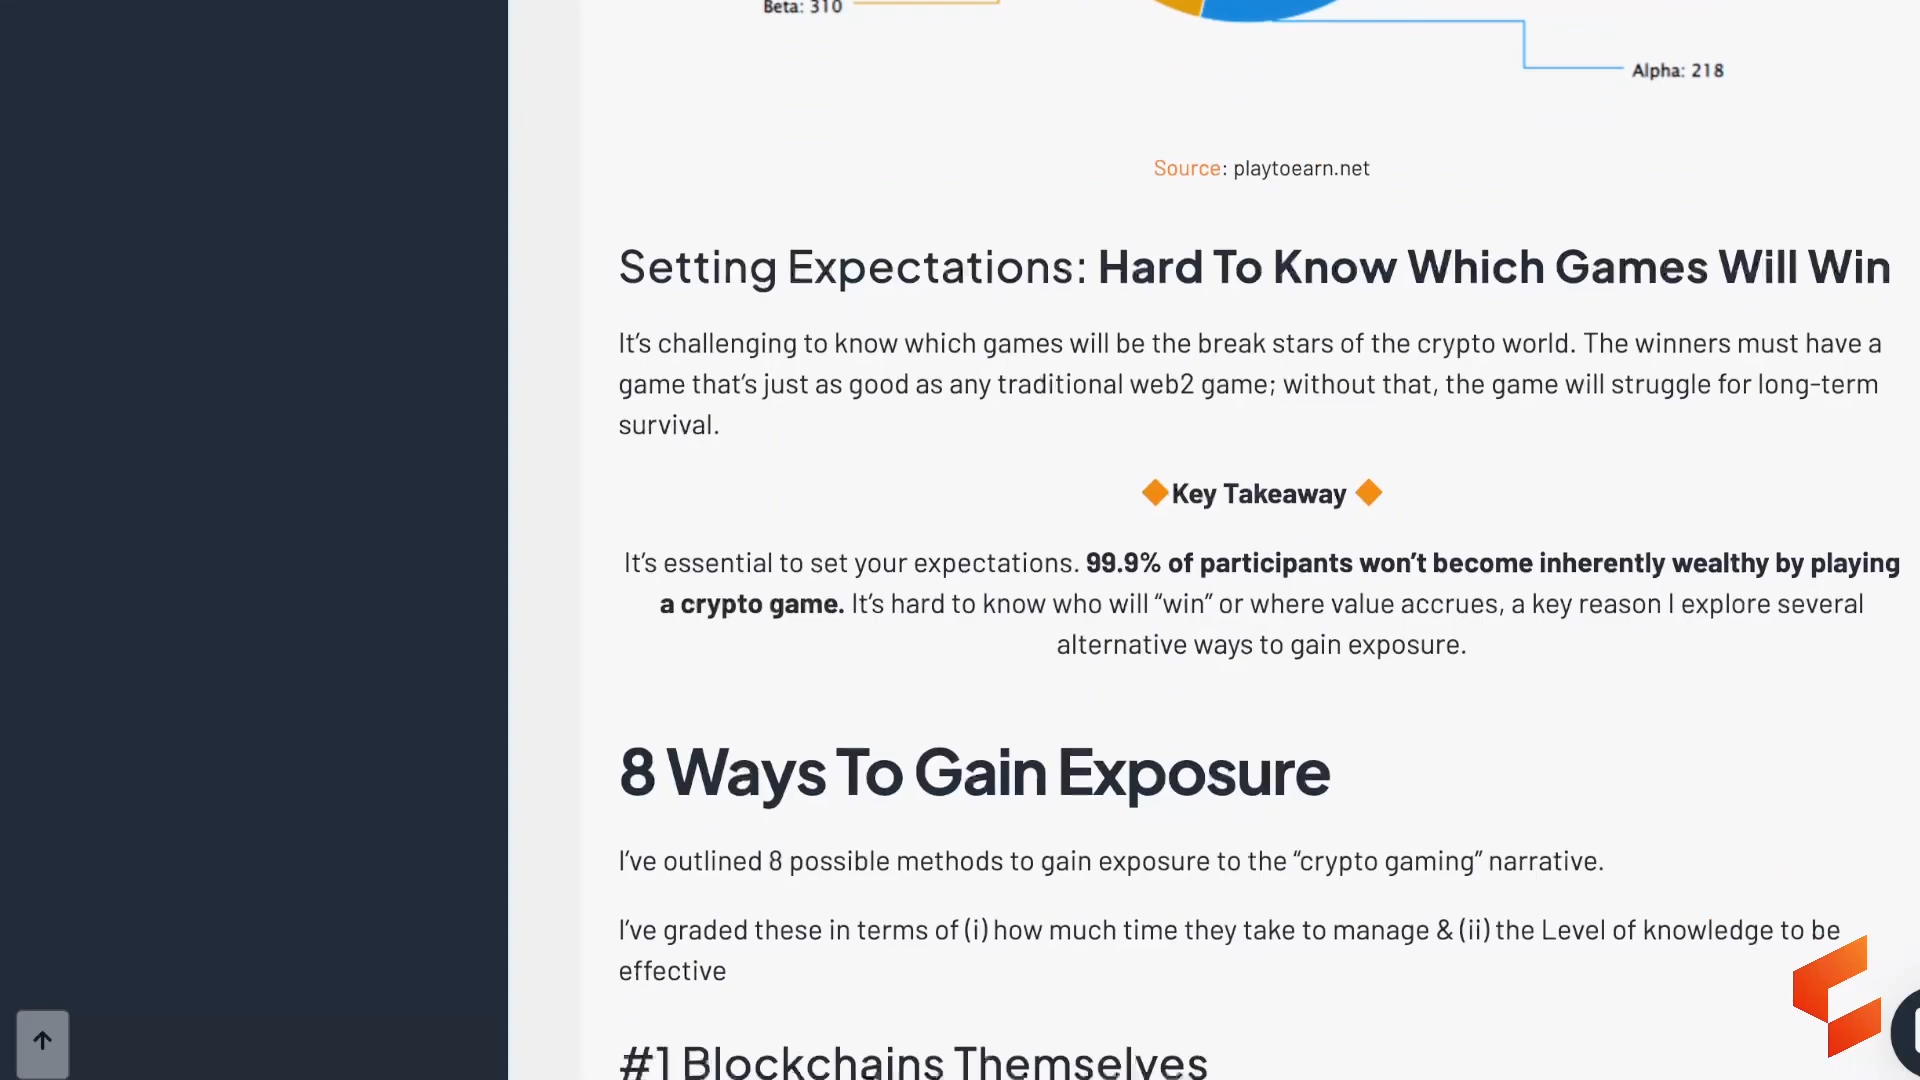 Beta: 310
Alpha: 218
Source: playtoearn.net
Setting Expectations: Hard To Know Which Games Will Win
It’s challenging to know which games will be the break stars of the crypto world. The winners must have a
game that’s just as good as any traditional web2 game; without that, the game will struggle for long-term
survival.
Key Takeaway
It’s essential to set your expectations. 99.9% of participants won’t become inherently wealthy by playing
a crypto game. It’s hard to know who will “win” or where value accrues, a key reason I explore several
alternative ways to gain exposure.
8 Ways To Gain Exposure
I’ve outlined 8 possible methods to gain exposure to the “crypto gaming” narrative.
I’ve graded these in terms of (i) how much time they take to manage & (ii) the Level of knowledge to be
effective
#1 Blockchains Themselves